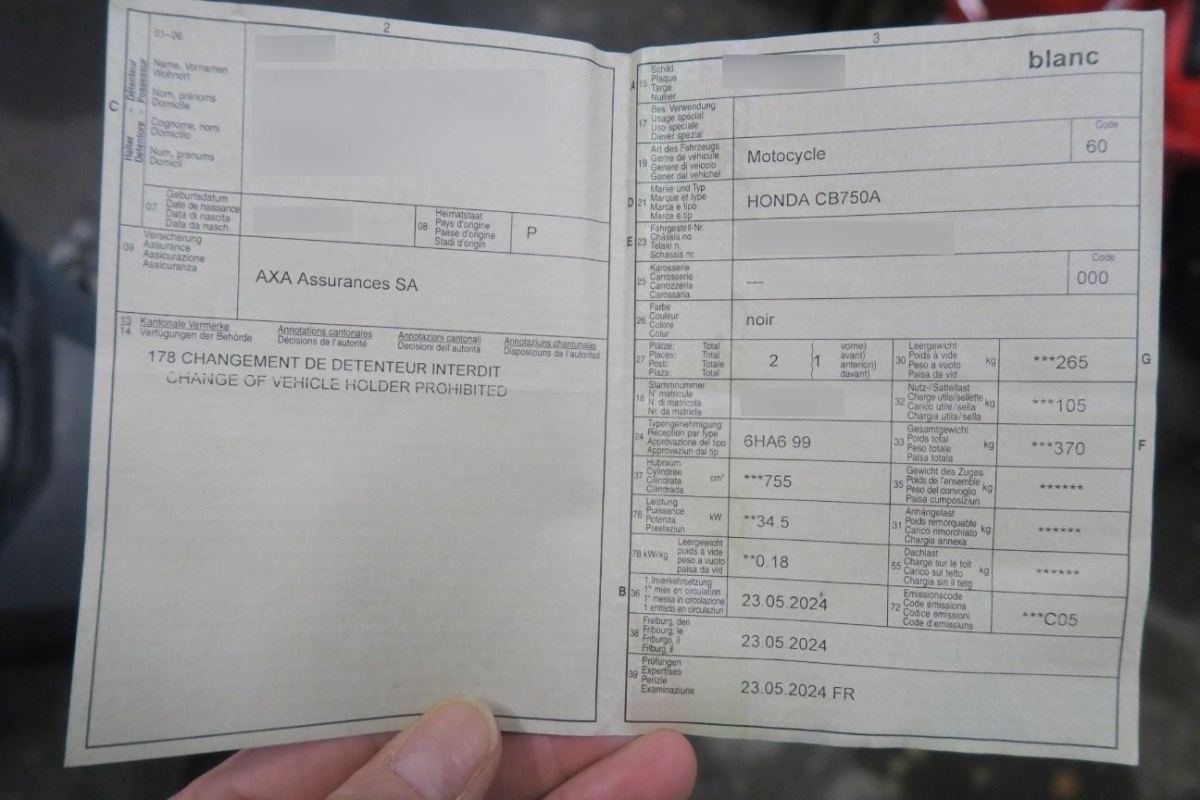 2
01-06
C
Halter - Détenteur
Detentore - Possessur
Name, Vornamen
Wohnort
Nom, prénoms
Domicile
Cognome, nomi
Domicilio
Num, prenums
Domicil
07
Geburtsdatum
Date de naissance
Data di nascita
Data da nasch.
08
Heimatstaat
Pays d'origine
Paese d'origine
Stadi d'origin
P
09
Versicherung
Assurance
Assicurazione
Assicuranza
AXA Assurances SA
13 Kantonale Vermerke Annotations cantonales Annotazioni cantonali Annotaziuns chantunalas
14 Verfügungen der Behörde Décisions de l'autorité Decisioni dell'autorità Disposiziuns da l'autoritad
178 CHANGEMENT DE DETENTEUR INTERDIT
CHANGE OF VEHICLE HOLDER PROHIBITED
3
blanc
A 15
Schild
Plaque
Targa
Numer
17
Bes. Verwendung
Usage spécial
Uso speciale
Diever spezial
19
Art des Fahrzeugs
Genre de véhicule
Genere di veicolo
Gener dal vehichel
Motocycle
Code
60
D 21
Marke und Typ
Marque et type
Marca e tipo
Marca e tip
HONDA CB750A
E 23
Fahrgestell-Nr.
Châssis no
Telaio n.
Schassis nr.
25
Karosserie
Carrosserie
Carrozzeria
Carossaria
---
Code
000
26
Farbe
Couleur
Colore
Colur
noir
27
Plätze: Total
Places: Total
Posti: Totale
Plazs: Total
2
1
vorne)
avant)
anteriori)
davant)
30
Leergewicht
Poids à vide
Peso a vuoto
Paisa da vid
kg
***265
G
18
Stammnummer
N° matricule
N. di matricola
Nr. da matricla
32
Nutz-/Sattellast
Charge utile/sellette
Carico utile/sella
Chargia utila/sella
kg
***105
24
Typengenehmigung
Réception par type
Approvazione del tipo
Approvaziun dal tip
6HA6 99
33
Gesamtgewicht
Poids total
Peso totale
Paisa totala
kg
***370
F
37
Hubraum
Cylindrée
Cilindrata
Cilindrada
cm³
***755
35
Gewicht des Zuges
Poids de l'ensemble
Peso del convoglio
Paisa cumposiziun
kg
******
76
Leistung
Puissance
Potenza
Prestaziun
kW
**34.5
31
Anhängelast
Poids remorquable
Carico rimorchiato
Chargia annexa
kg
******
78 kW/kg
Leergewicht
poids à vide
peso a vuoto
paisa da vid
**0.18
55
Dachlast
Charge sur le toit
Carico sul tetto
Chargia sin il tetg
kg
******
B 36
1. Inverkehrsetzung
1re mise en circulation
1a messa in circolazione
1. entrada en circulaziun
23.05.2024
72
Emissionscode
Code émissions
Codice emissioni
Code d'emissiuns
***C05
38
Freiburg, den
Fribourg, le
Friburgo, il
Friburg, il
23.05.2024
39
Prüfungen
Expertises
Perizie
Examinaziuns
23.05.2024 FR